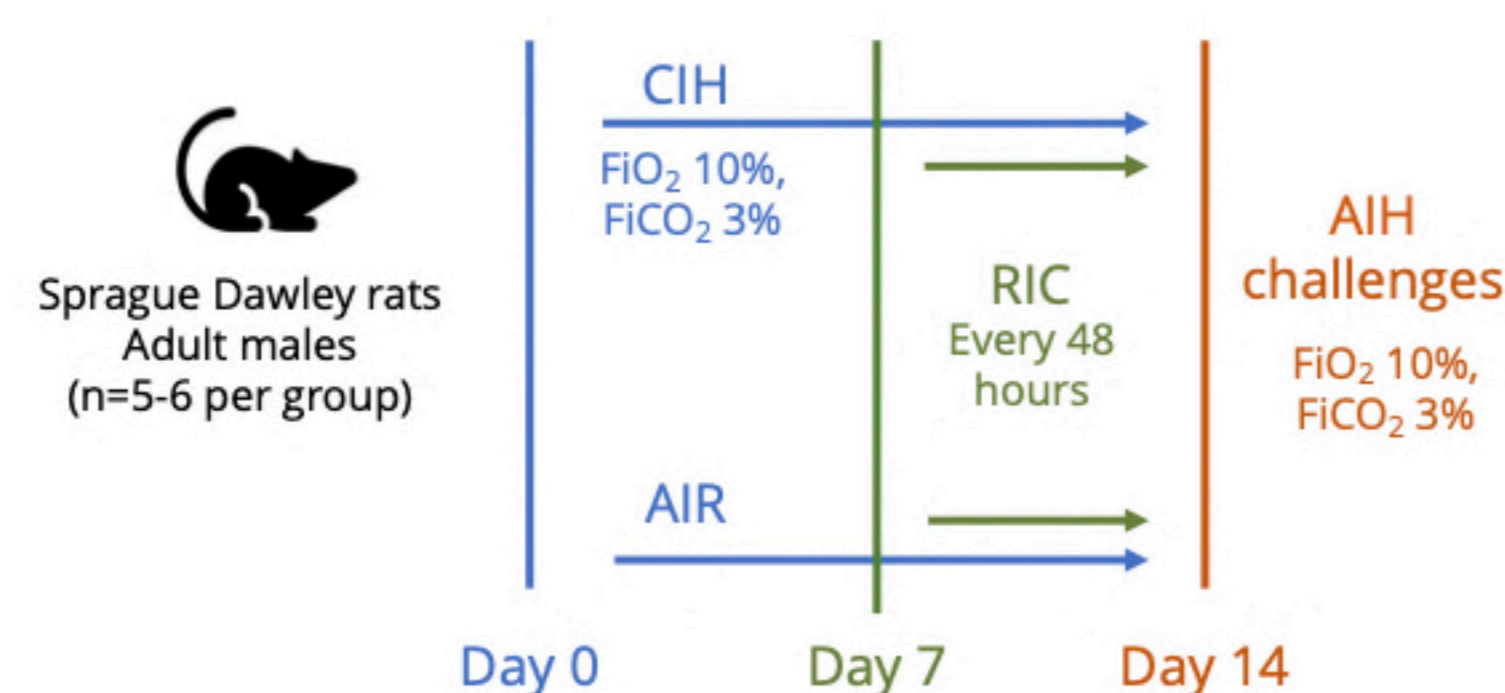 Sprague Dawley rats
Adult males
(n=5-6 per group)
CIH
FiO₂ 10%,
FiCO₂ 3%
RIC
Every 48
hours
AIR
AIH
challenges
FiO₂ 10%,
FiCO₂ 3%
Day 0
Day 7
Day 14